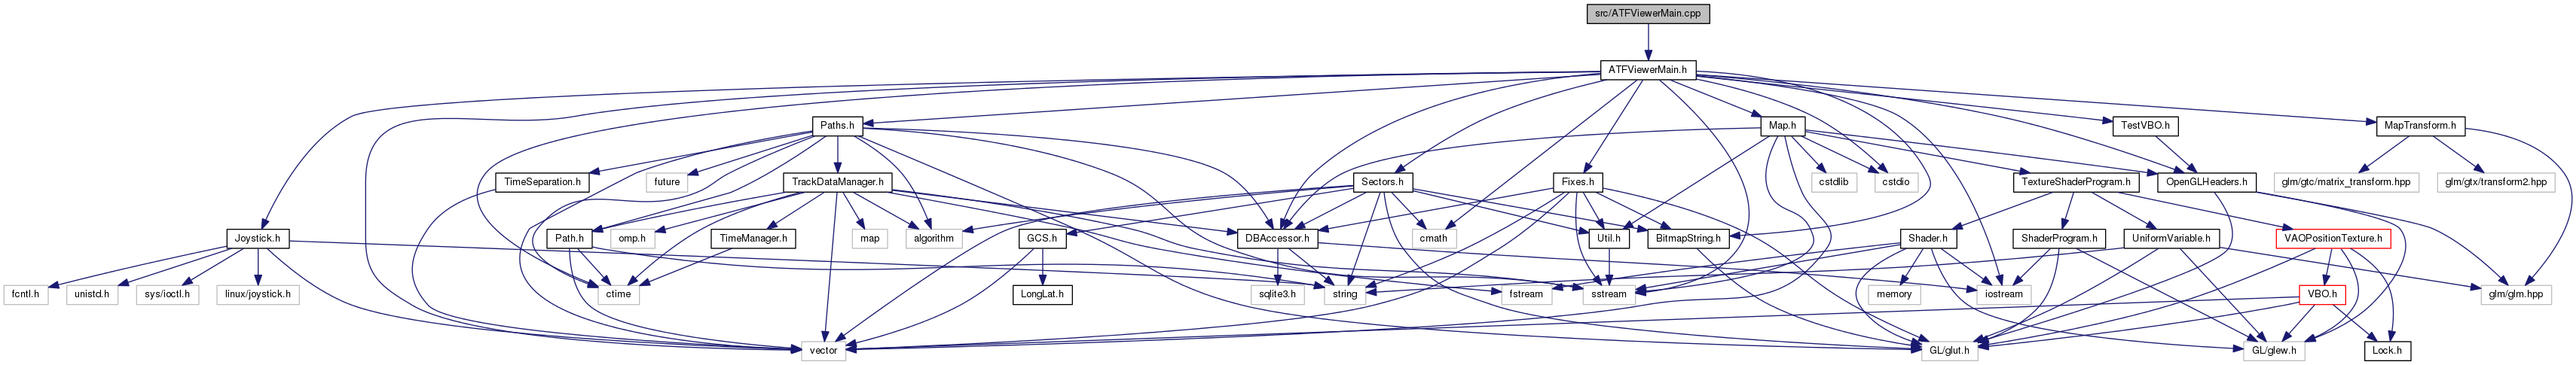 src/ATFViewerMain.cpp
ATFViewerMain.h
Paths.h
Map.h
TestVBO.h
MapTransform.h
TimeSeparation.h
future
TrackDataManager.h
Sectors.h
Fixes.h
cstdlib
cstdio
TextureShaderProgram.h
OpenGLHeaders.h
glm/gtc/matrix_transform.hpp
glm/gtx/transform2.hpp
Joystick.h
Path.h
omp.h
TimeManager.h
map
algorithm
GCS.h
DBAccessor.h
cmath
Util.h
BitmapString.h
Shader.h
ShaderProgram.h
UniformVariable.h
VAOPositionTexture.h
fcntl.h
unistd.h
sys/ioctl.h
linux/joystick.h
ctime
LongLat.h
sqlite3.h
string
fstream
sstream
memory
iostream
VBO.h
glm/glm.hpp
vector
GL/glut.h
GL/glew.h
Lock.h